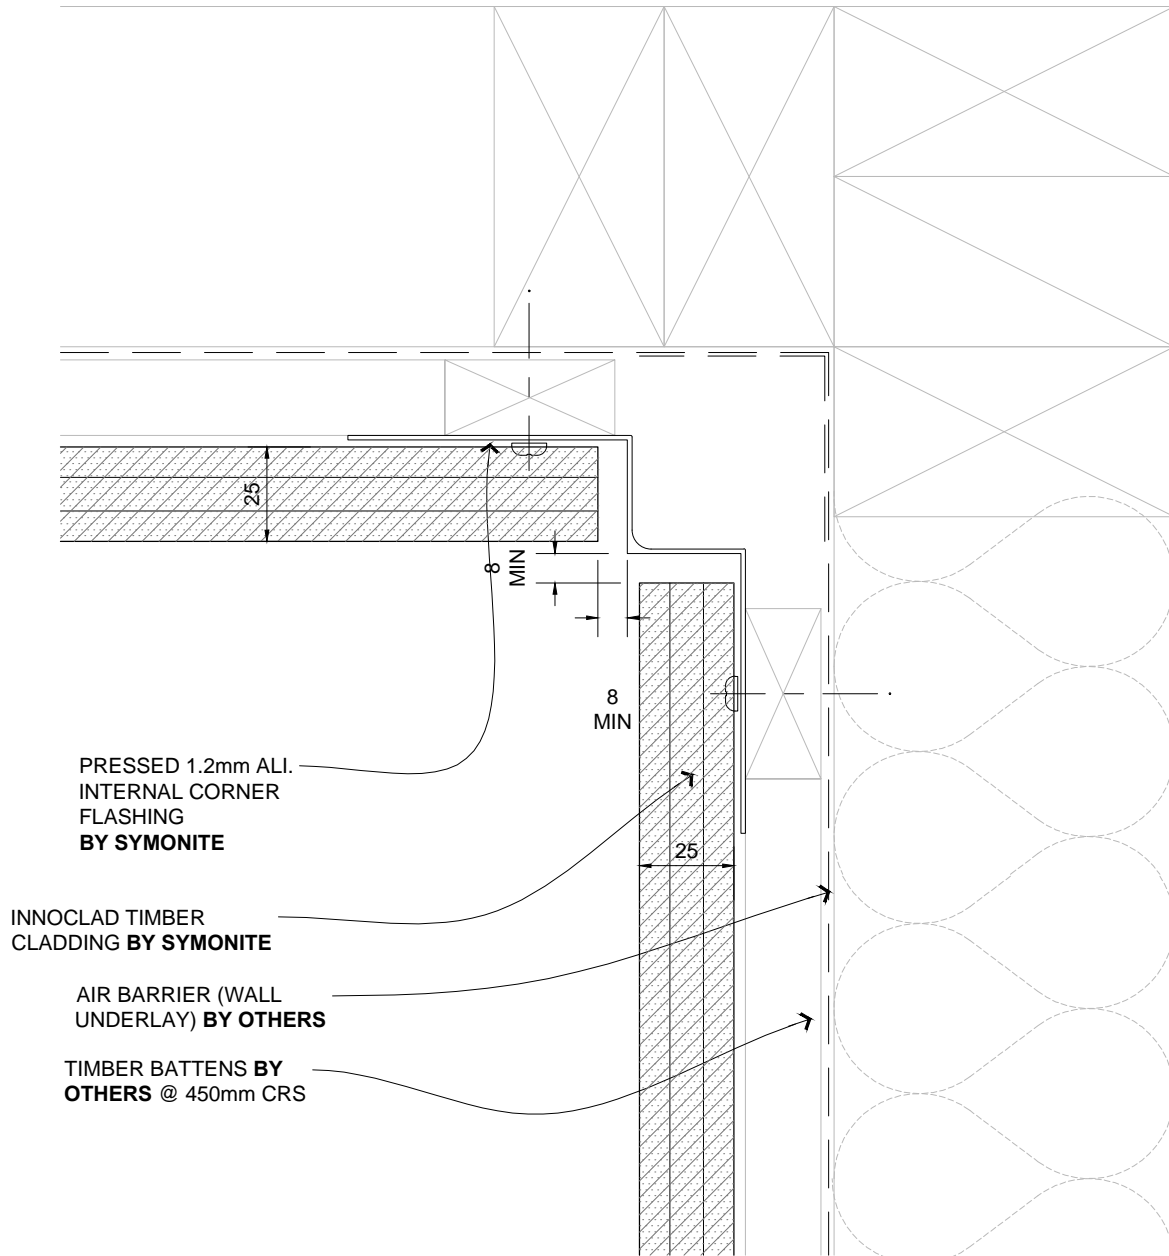 25
8
MIN
8
MIN
PRESSED 1.2mm ALI.
INTERNAL CORNER
FLASHING
BY SYMONITE
25
INNOCLAD TIMBER
CLADDING BY SYMONITE
AIR BARRIER (WALL
UNDERLAY) BY OTHERS
TIMBER BATTENS BY
OTHERS @ 450mm CRS